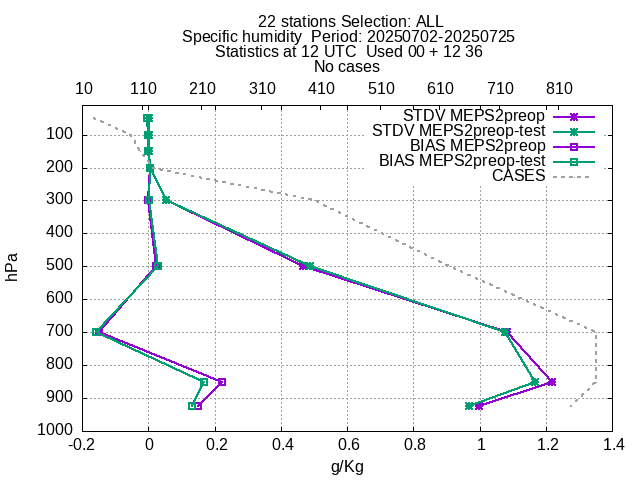 22 stations Selection: ALL
Specific humidity  Period: 20250702-20250725
Statistics at 12 UTC  Used 00 + 12 36
No cases
10 110 210 310 410 510 610 710 810
STDV MEPS2preop
STDV MEPS2preop-test
BIAS MEPS2preop
BIAS MEPS2preop-test
CASES
100
200
300
400
500
600
700
800
900
1000
hPa
-0.2 0 0.2 0.4 0.6 0.8 1 1.2 1.4
g/Kg